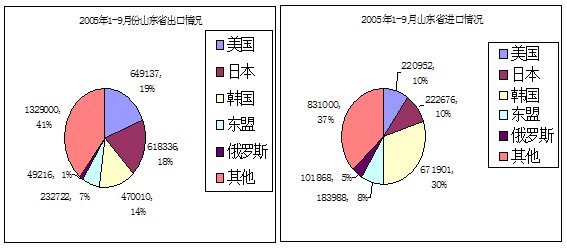 2005年1-9月份山东省出口情况
649137,
19%
618336,
18%
470010,
14%
232722, 7%
49216, 1%
1329000,
41%
美国
日本
韩国
东盟
俄罗斯
其他
2005年1-9月山东省进口情况
220952,
10%
222676,
10%
671901,
30%
183988, 8%
101868, 5%
831000,
37%
美国
日本
韩国
东盟
俄罗斯
其他